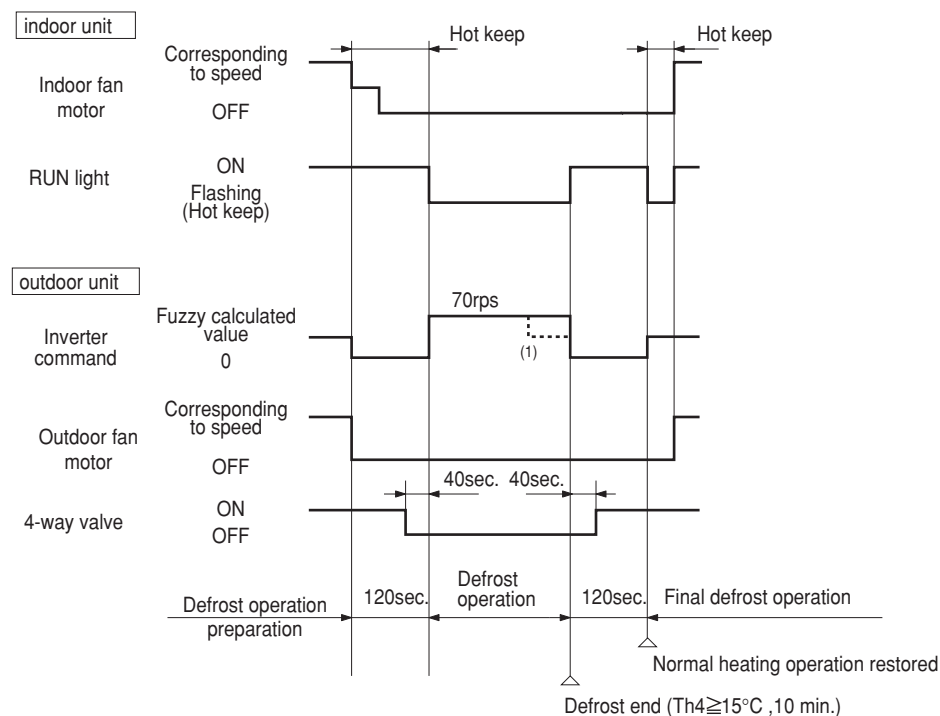 indoor unit
Hot keep
Hot keep
Corresponding
to speed
Indoor fan
motor
OFF
ON
RUN light
Flashing
(Hot keep)
outdoor unit
70rps
Fuzzy calculated
value
Inverter
command
0
(1)
Corresponding
to speed
Outdoor fan
motor
OFF
40sec.
40sec.
ON
4-way valve
OFF
Defrost operation
preparation
120sec.
Defrost
operation
120sec.
Final defrost operation
Normal heating operation restored
Defrost end (Th4≧15°C ,10 min.)